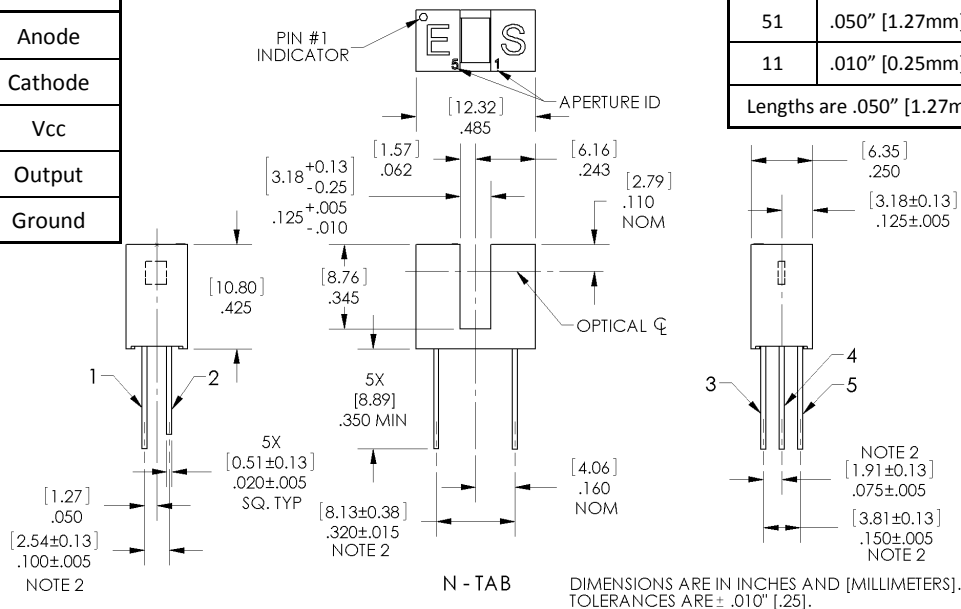 Anode
Cathode
Vcc
Output
Ground
51 .050” [1.27mm]
11 .010” [0.25mm]
Lengths are .050” [1.27m
PIN #1
INDICATOR
E S
5 1
APERTURE ID
[12.32]
.485
[1.57]
.062
[6.16]
.243
[3.18 +0.13 -0.25]
.125 +.005 -.010
[2.79]
.110
NOM
[6.35]
.250
[3.18±0.13]
.125±.005
[10.80]
.425
[8.76]
.345
OPTICAL ℄
1
2
5X
[8.89]
.350 MIN
3
4
5
5X
[0.51±0.13]
.020±.005
SQ. TYP
[1.27]
.050
[2.54±0.13]
.100±.005
NOTE 2
[8.13±0.38]
.320±.015
NOTE 2
[4.06]
.160
NOM
NOTE 2
[1.91±0.13]
.075±.005
[3.81±0.13]
.150±.005
NOTE 2
N - TAB
DIMENSIONS ARE IN INCHES AND [MILLIMETERS].
TOLERANCES ARE ± .010" [.25].